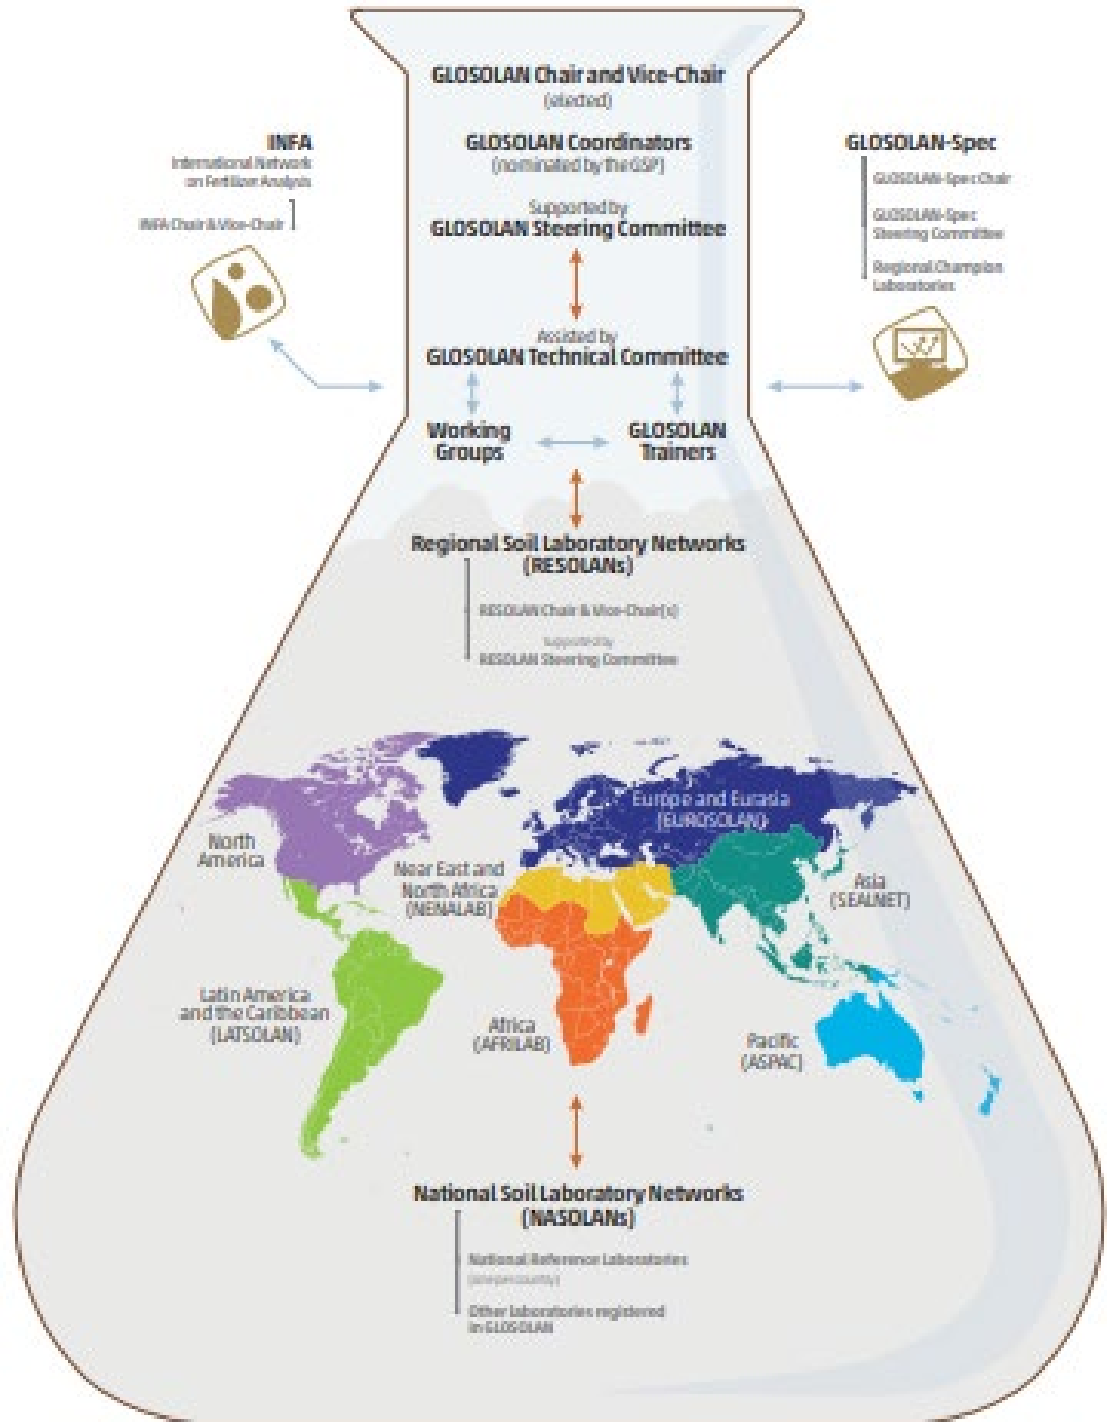 GLOSOLAN Chair and Vice-Chair
(elected)
GLOSOLAN Coordinators
(nominated by the GSP)
Supported by
GLOSOLAN Steering Committee
Assisted by
GLOSOLAN Technical Committee
INFA
International Network
on Fertilizer Analysis
INFA Chair & Vice-Chair
GLOSOLAN-Spec
GLOSOLAN-Spec Chair
GLOSOLAN-Spec
Steering Committee
Regional Champion
Laboratories
Working
Groups
GLOSOLAN
Trainers
Regional Soil Laboratory Networks
(RESOLANs)
RESOLAN Chair & Vice-Chair(s)
Supported by
RESOLAN Steering Committee
Europe and Eurasia
(EUROSOLAN)
North
America
Near East and
North Africa
(NENALAB)
Asia
(SEALNET)
Latin America
and the Caribbean
(LATSOLAN)
Africa
(AFRILAB)
Pacific
(ASPAC)
National Soil Laboratory Networks
(NASOLANs)
National Reference Laboratories
(one per country)
Other laboratories registered
in GLOSOLAN